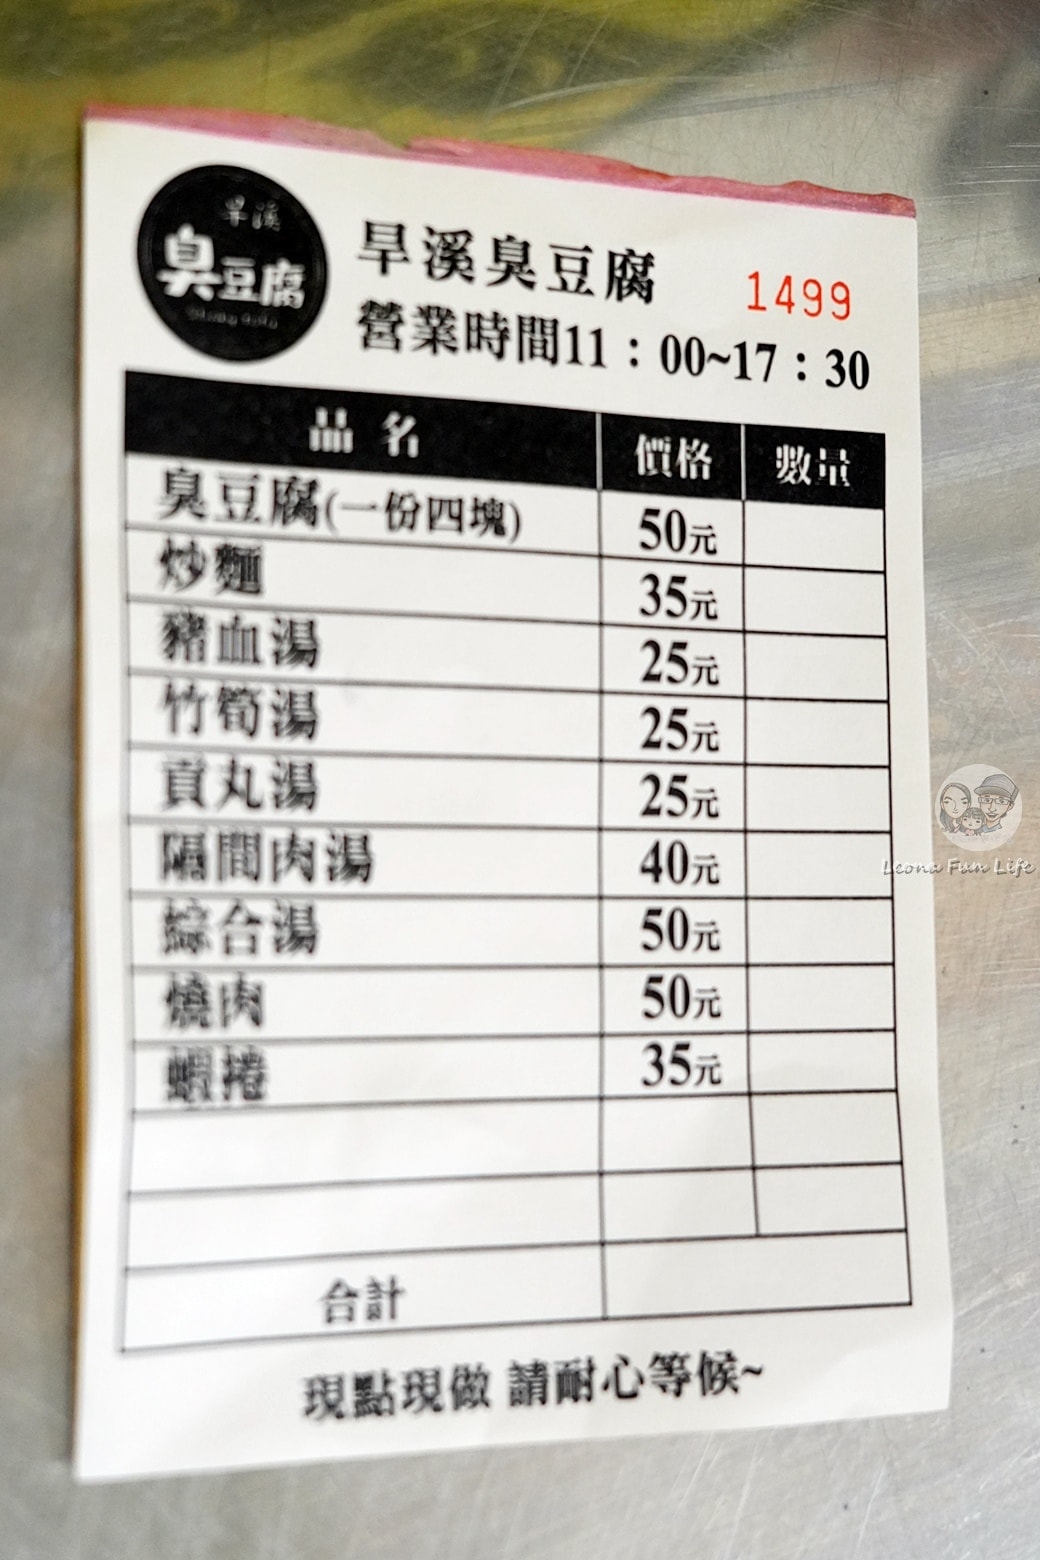 旱溪
臭豆腐
旱溪臭豆腐
1499
營業時間11：00~17：30
品名 價格 數量
臭豆腐(一份四塊) 50元
炒麵 35元
豬血湯 25元
竹筍湯 25元
貢丸湯 25元
隔間肉湯 40元
綜合湯 50元
燒肉 50元
蝦捲 35元
合計
現點現做 請耐心等候~
Leona Fun Life